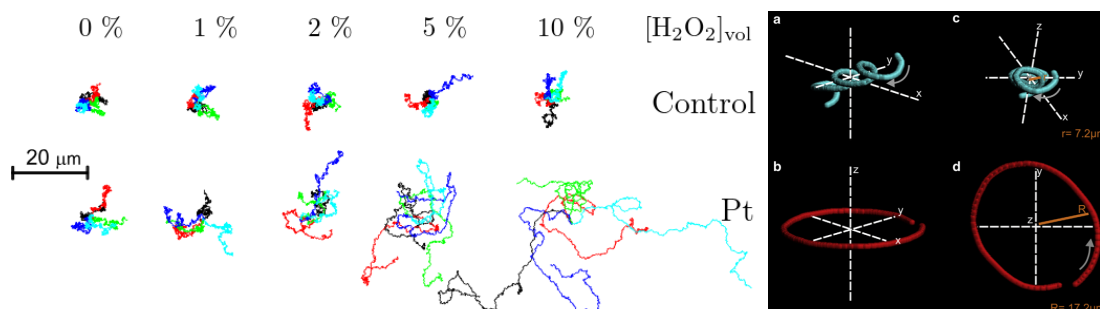 0 % 1 % 2 % 5 % 10 % [H₂O₂]vol
Control
20 μm
Pt
a
y
x
c
z
y
x
r= 7.2μm
b
z
y
x
d
y
z
R
R= 17.2μm